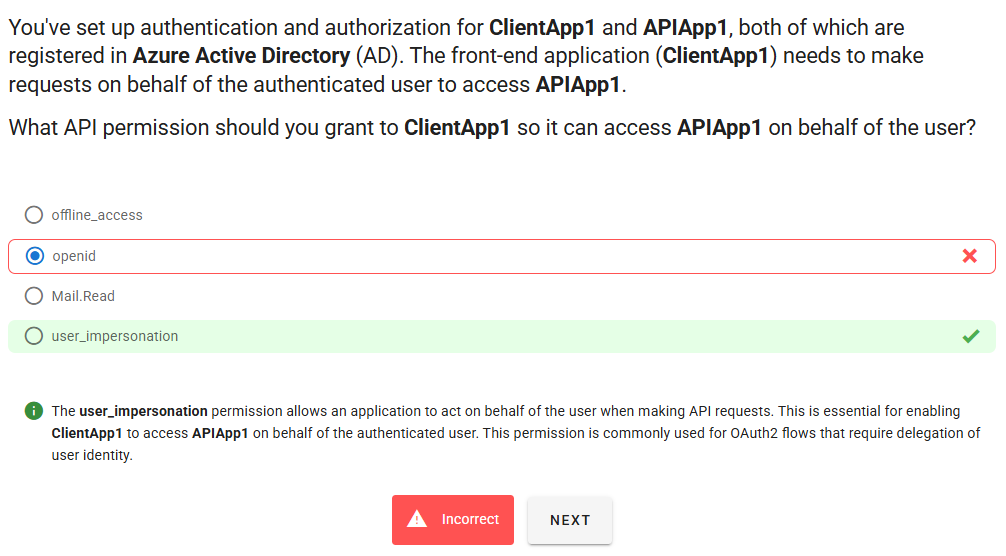 You've set up authentication and authorization for ClientApp1 and APIApp1, both of which are
registered in Azure Active Directory (AD). The front-end application (ClientApp1) needs to make
requests on behalf of the authenticated user to access APIApp1.
What API permission should you grant to ClientApp1 so it can access APIApp1 on behalf of the user?
offline_access
openid
Mail.Read
user_impersonation
The user_impersonation permission allows an application to act on behalf of the user when making API requests. This is essential for enabling
ClientApp1 to access APIApp1 on behalf of the authenticated user. This permission is commonly used for OAuth2 flows that require delegation of
user identity.
Incorrect
NEXT